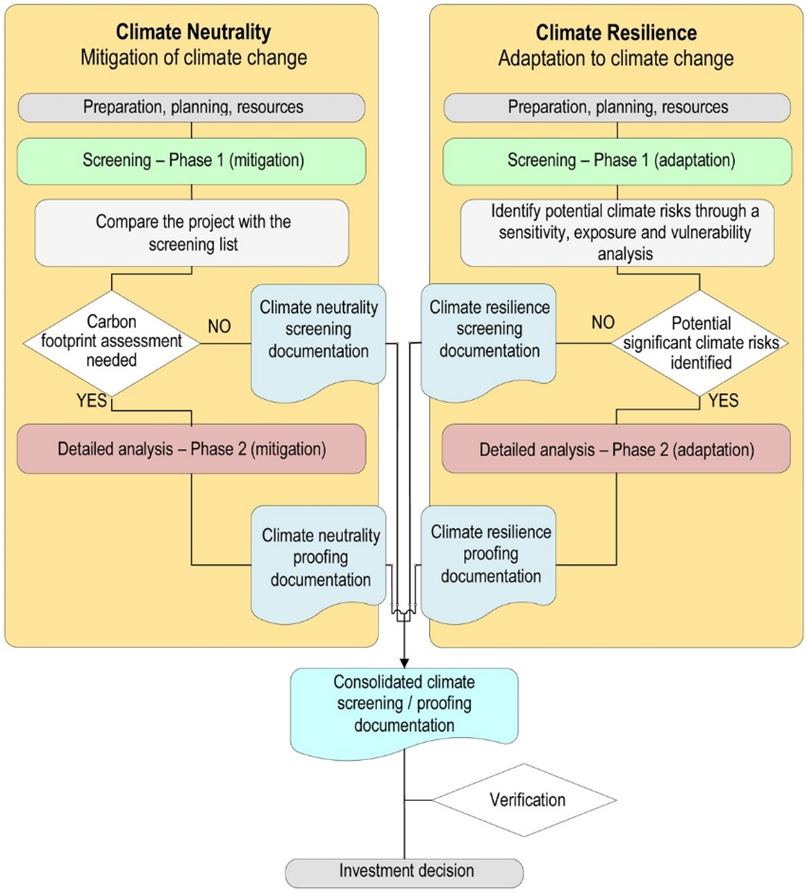 Climate Neutrality
Mitigation of climate change
Preparation, planning, resources
Screening – Phase 1 (mitigation)
Compare the project with the
screening list
Carbon
footprint assessment
needed
NO
YES
Climate neutrality
screening
documentation
Detailed analysis – Phase 2 (mitigation)
Climate neutrality
proofing
documentation
Climate Resilience
Adaptation to climate change
Preparation, planning, resources
Screening – Phase 1 (adaptation)
Identify potential climate risks through a
sensitivity, exposure and vulnerability
analysis
Climate resilience
screening
documentation
NO
Potential
significant climate risks
identified
YES
Detailed analysis – Phase 2 (adaptation)
Climate resilience
proofing
documentation
Consolidated climate
screening / proofing
documentation
Verification
Investment decision